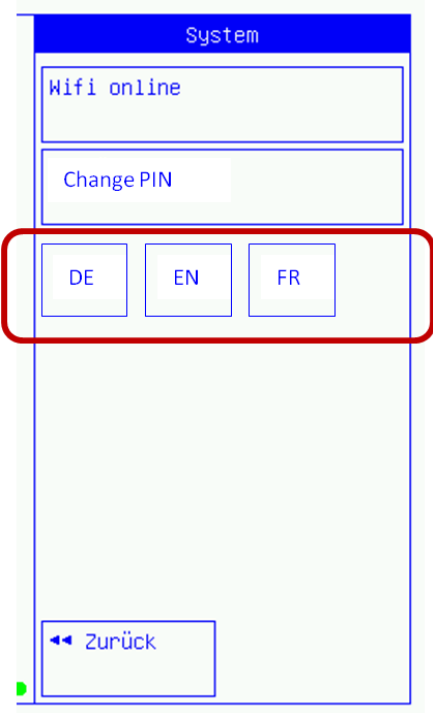 System
Wifi online
Change PIN
DE EN FR
◄◄ Zurück